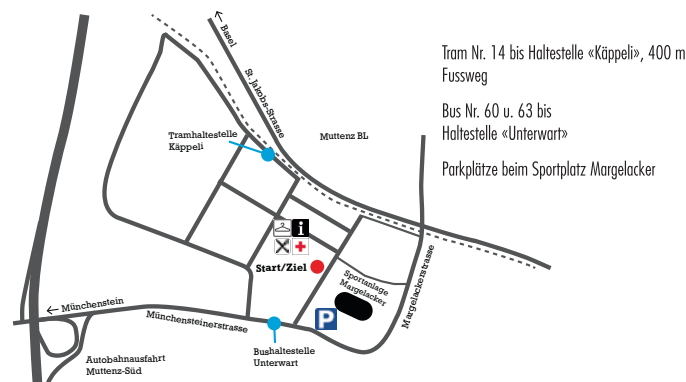 ← Basel
St. Jakobs-Strasse
Tramhaltestelle
Käppeli
Muttenz BL
i
Start/Ziel
Sportanlage
Margelacker
Margelackerstrasse
← Münchenstein
Münchensteinerstrasse
P
Bushaltestelle
Unterwart
Autobahnausfahrt
Muttenz-Süd
Tram Nr. 14 bis Haltestelle «Käppeli», 400 m
Fussweg
Bus Nr. 60 u. 63 bis
Haltestelle «Unterwart»
Parkplätze beim Sportplatz Margelacker